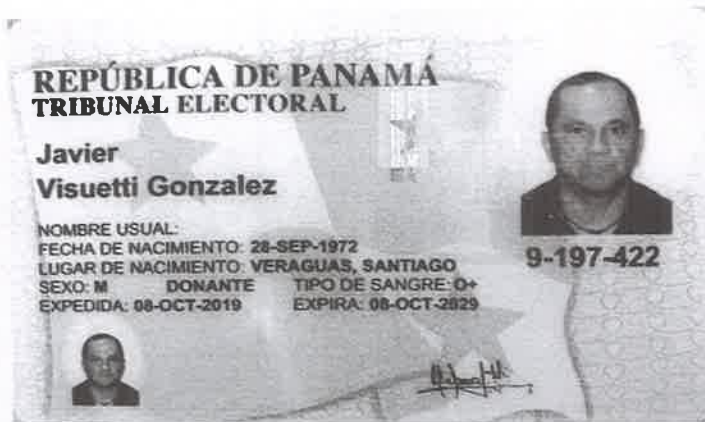 REPÚBLICA DE PANAMÁ
TRIBUNAL ELECTORAL
Javier
Visuetti Gonzalez
NOMBRE USUAL:
FECHA DE NACIMIENTO: 28-SEP-1972
LUGAR DE NACIMIENTO: VERAGUAS, SANTIAGO
SEXO: M DONANTE TIPO DE SANGRE: O+
EXPEDIDA: 08-OCT-2019 EXPIRA: 08-OCT-2029
9-197-422